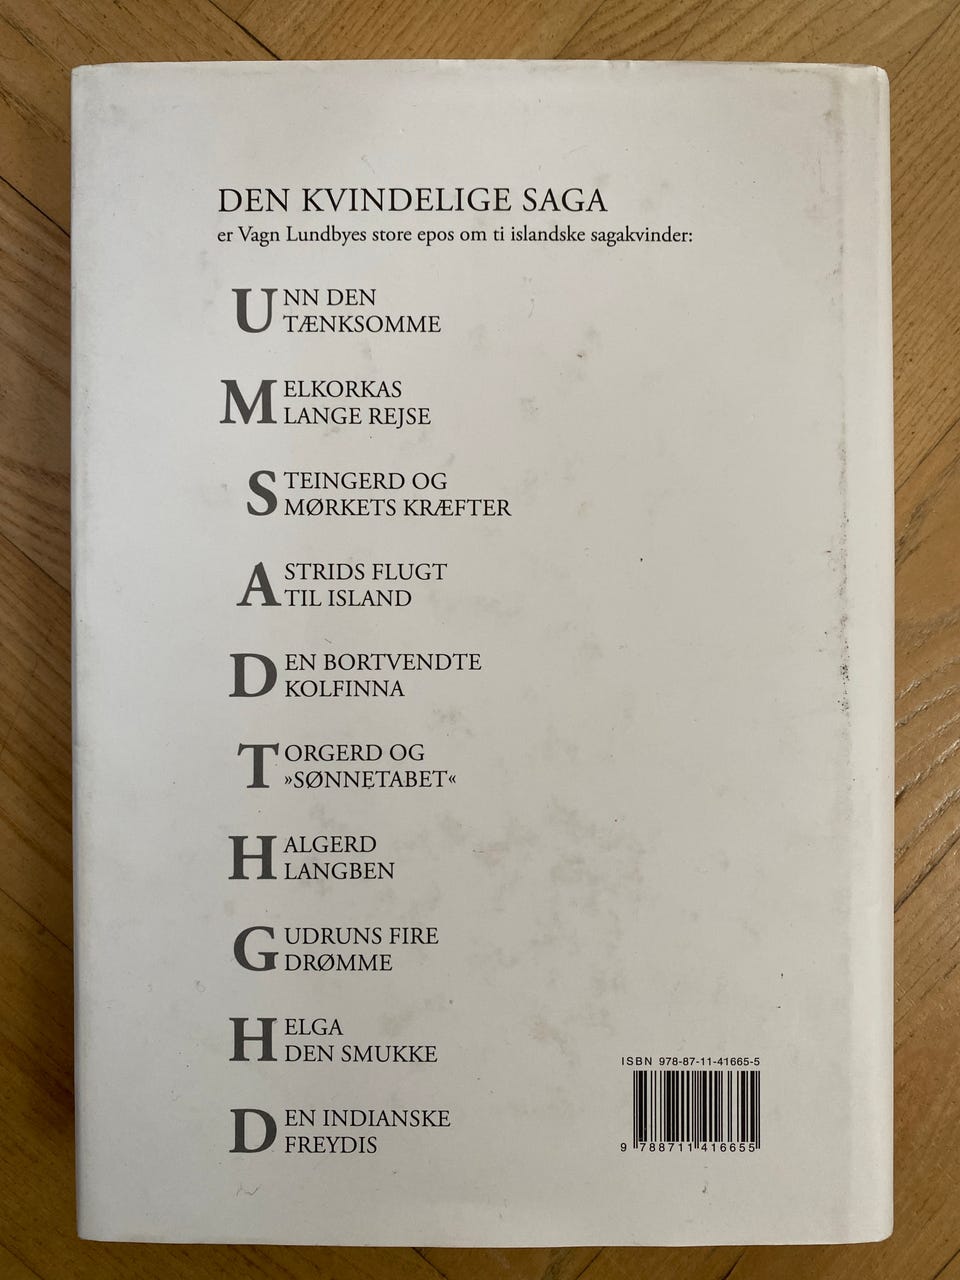 DEN KVINDELIGE SAGA
er Vagn Lundbyes store epos om ti islandske sagakvinder:
UNN DEN
TÆNKSOMME
MELKORKAS
LANGE REJSE
STEINGERD OG
MØRKETS KRÆFTER
ASTRIDS FLUGT
TIL ISLAND
DEN BORTVENDTE
KOLFINNA
TORGERD OG
»SØNNETABET«
HALGERD
LANGBEN
GUDRUNS FIRE
DRØMME
HELGA
DEN SMUKKE
DEN INDIANSKE
FREYDIS
ISBN 978-87-11-41665-5
9 788711 416655